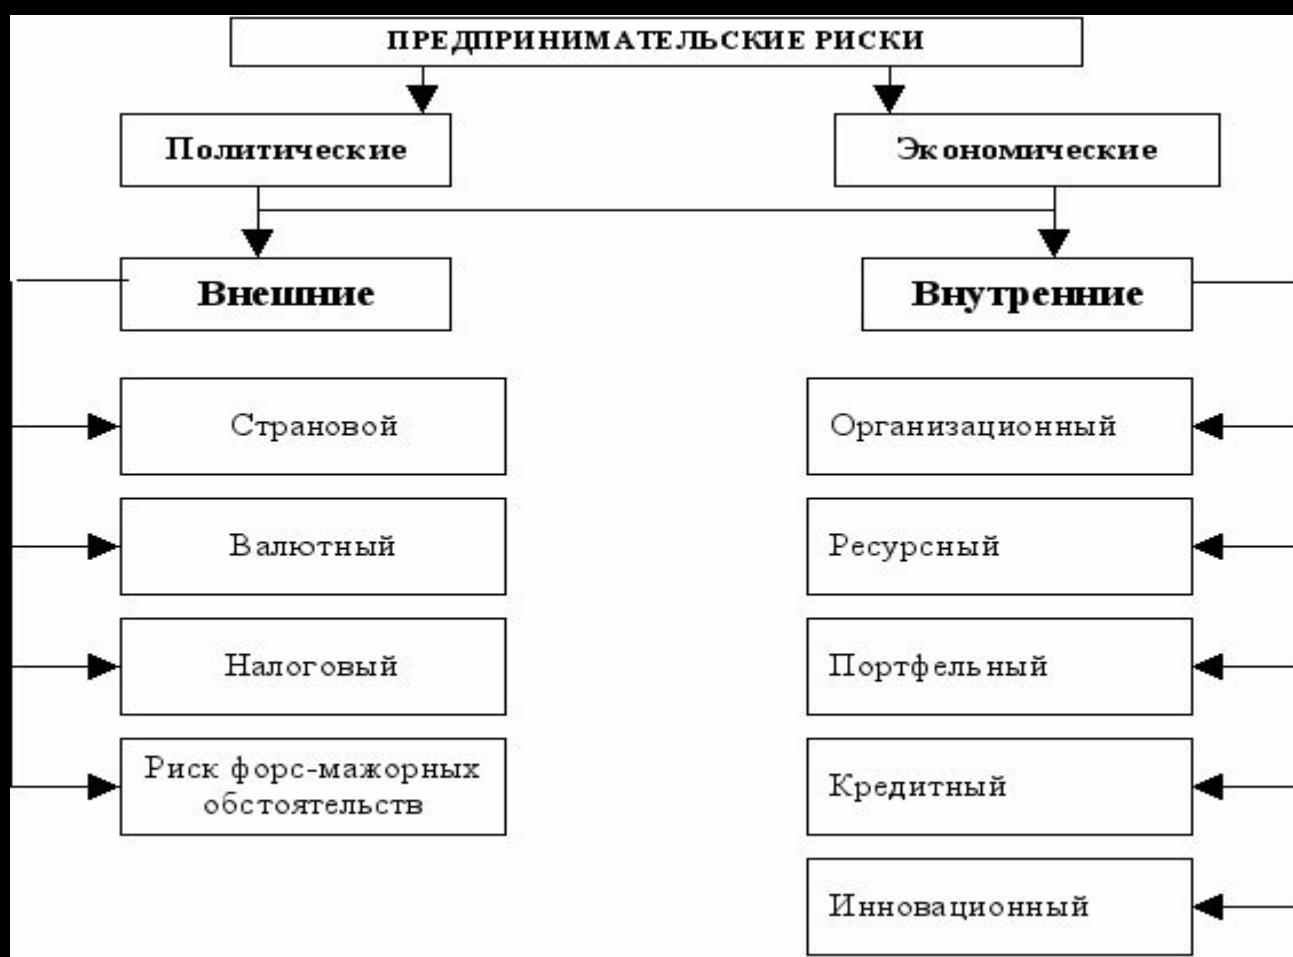 ПРЕДПРИНИМАТЕЛЬСКИЕ РИСКИ
Политические
Экономические
Внешние
Внутренние
Страновой
Организационный
Валютный
Ресурсный
Налоговый
Портфельный
Риск форс-мажорных
обстоятельств
Кредитный
Инновационный